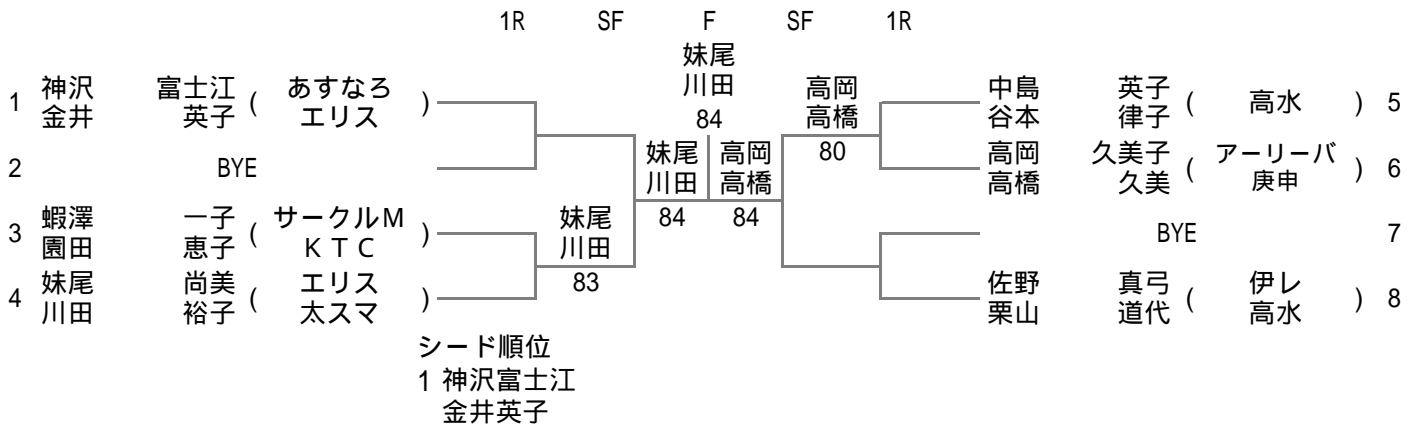 1R SF F SF 1R
妹尾
川田
84
高岡
高橋
80
1 神沢 富士江 ( あすなろ )
金井 英子 エリス
2 BYE
3 蝦澤 一子 ( サークルM )
園田 恵子 KTC
4 妹尾 尚美 ( エリス )
川田 裕子 太スマ
妹尾
川田
83
妹尾
川田
84
高岡
高橋
84
中島 英子 ( 高水 ) 5
谷本 律子
高岡 久美子 ( アーリーバ ) 6
高橋 久美 庚申
BYE 7
佐野 真弓 ( 伊レ ) 8
栗山 道代 高水
シード順位
1 神沢富士江
金井英子